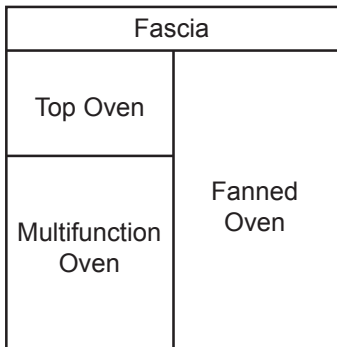 Fascia
Top Oven
Multifunction
Oven
Fanned
Oven